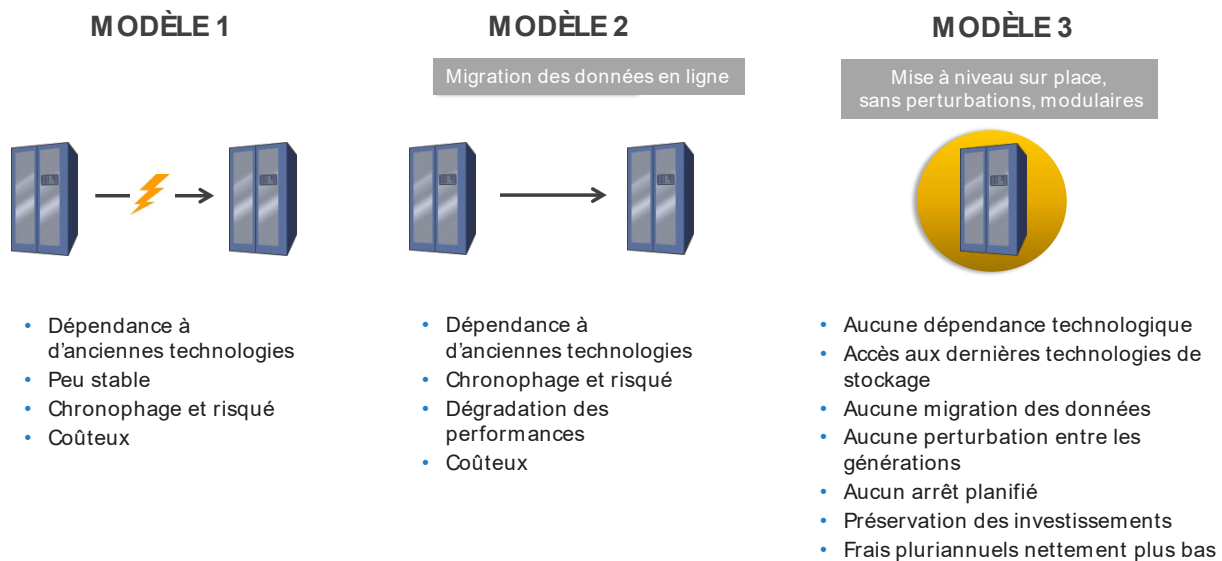 MODÈLE 1
• Dépendance à
d’anciennes technologies
• Peu stable
• Chronophage et risqué
• Coûteux
MODÈLE 2
Migration des données en ligne
• Dépendance à
d’anciennes technologies
• Chronophage et risqué
• Dégradation des
performances
• Coûteux
MODÈLE 3
Mise à niveau sur place,
sans perturbations, modulaires
• Aucune dépendance technologique
• Accès aux dernières technologies de
stockage
• Aucune migration des données
• Aucune perturbation entre les
générations
• Aucun arrêt planifié
• Préservation des investissements
• Frais pluriannuels nettement plus bas